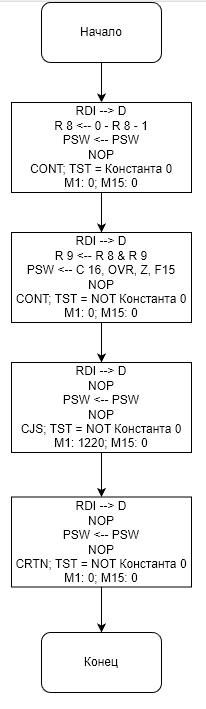 Начало
RDI --> D
R 8 <-- 0 - R 8 - 1
PSW <-- PSW
NOP
CONT; TST = Константа 0
M1: 0; M15: 0
RDI --> D
R 9 <-- R 8 & R 9
PSW <-- C 16, OVR, Z, F15
NOP
CONT; TST = NOT Константа 0
M1: 0; M15: 0
RDI --> D
NOP
PSW <-- PSW
NOP
CJS; TST = NOT Константа 0
M1: 1220; M15: 0
RDI --> D
NOP
PSW <-- PSW
NOP
CRTN; TST = NOT Константа 0
M1: 0; M15: 0
Конец